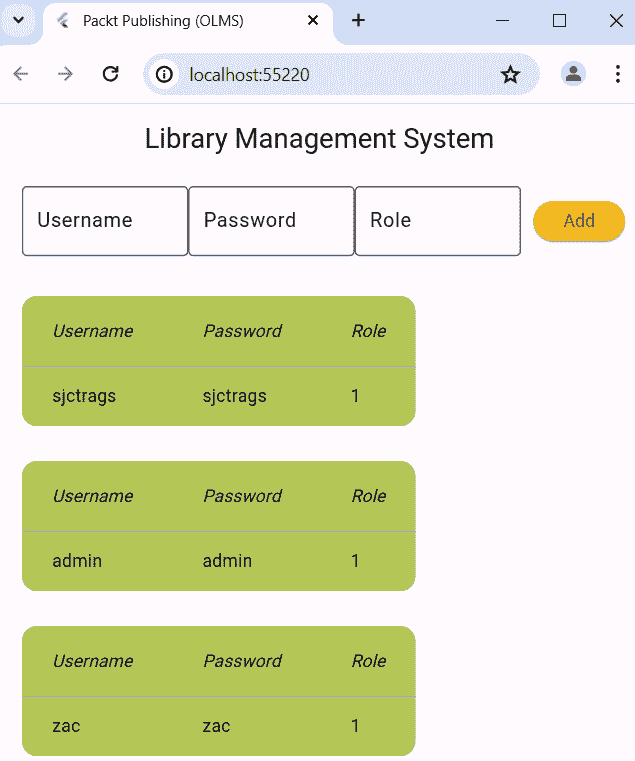 Packt Publishing (OLMS)
localhost:55220
Library Management System
Username Password Role Add
Username Password Role
sjctrags sjctrags 1
Username Password Role
admin admin 1
Username Password Role
zac zac 1